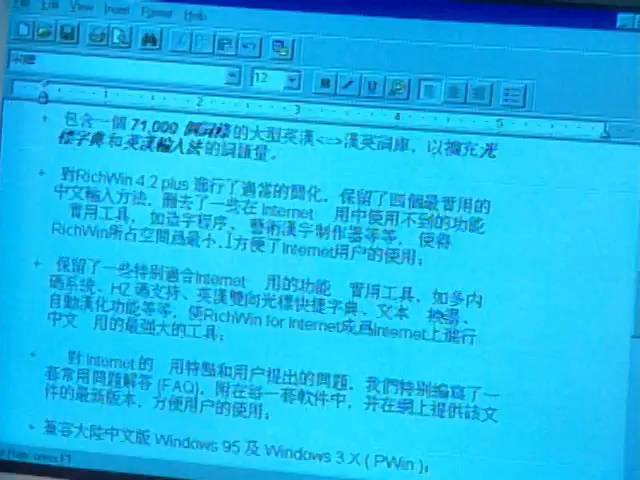 File Edit View Insert Format Help
12
B / U
1 2 3 4 5
包含一個 71,000 個詞條的大型英漢<=>漢英詞庫，以擴充光
標字典和英漢輸入法的詞語量。
對RichWin 4.2 plus 進行了適當的簡化，保留了四個最實用的
中文輸入方法，刪去了一些在 Internet 用中使用不到的功能
實用工具，如造字程序、藝術漢字制作器等等，使得
RichWin所占空間爲最小，方便了Internet用户的使用；
保留了一些特別適合Internet 用的功能 實用工具，如多内
碼系統、HZ 碼支持、英漢雙向光標快捷字典、文本 換器、
自動漢化功能等等，使RichWin for Internet成爲Internet上進行
中文 用的最強大的工具；
對 Internet 的 用特點和用户提出的問題，我們特別編寫了一
套常用問題解答 (FAQ)，附在每一套軟件中，并在網上提供該文
件的最新版本，方便用户的使用；
兼容大陸中文版 Windows 95 及 Windows 3.X ( PWin )；
Help, press F1